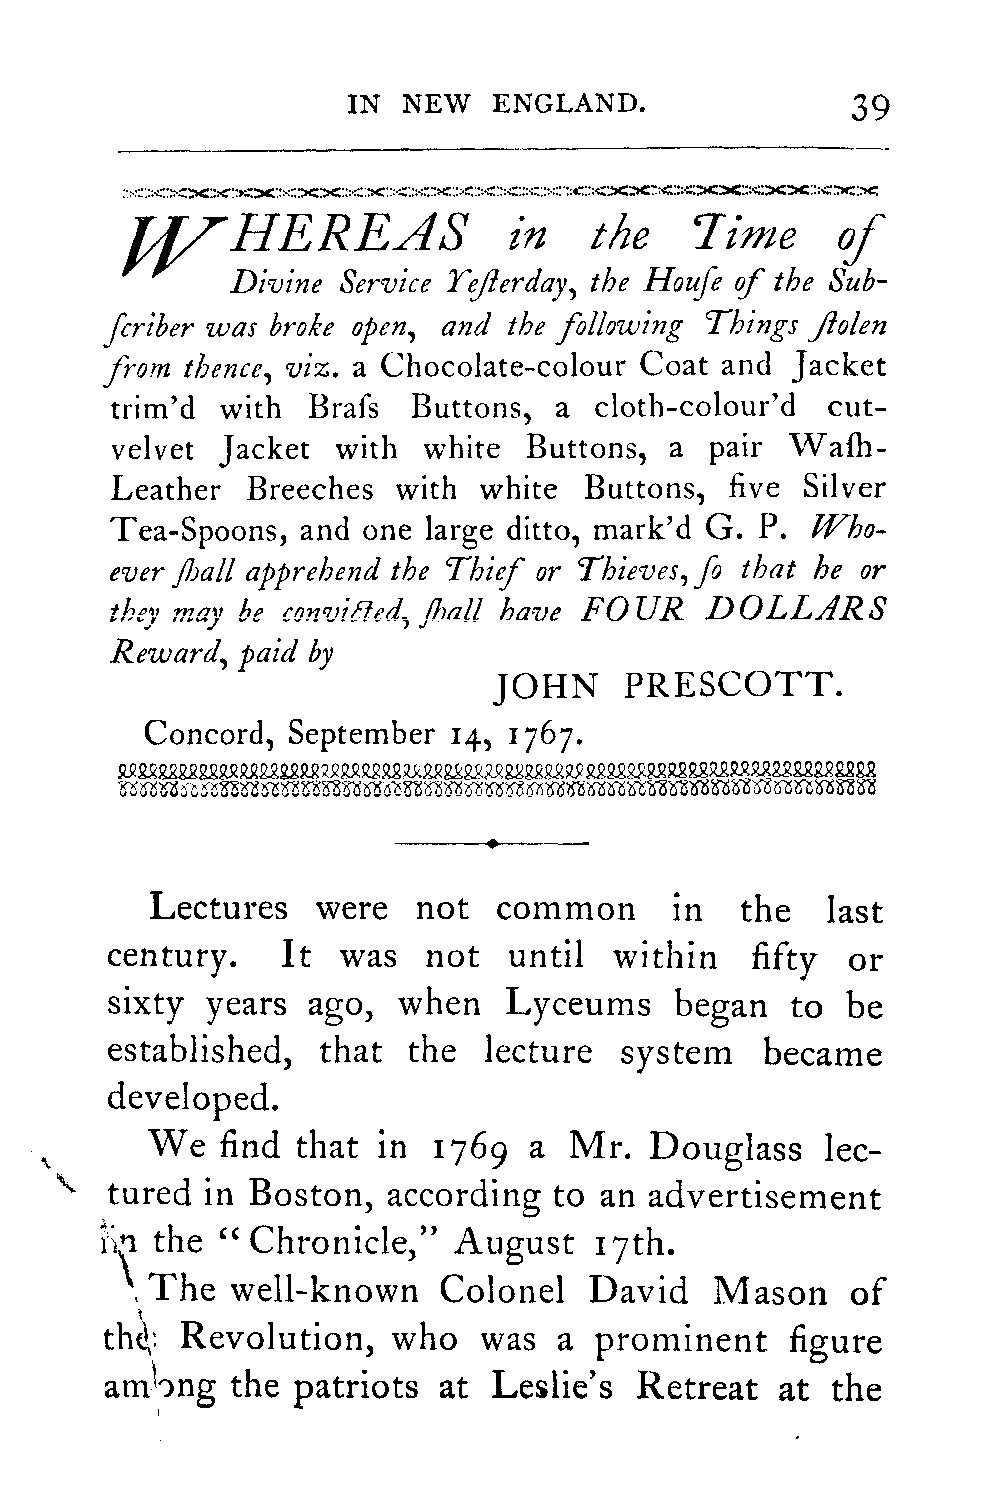 IN NEW ENGLAND. 39
WHEREAS in the Time of
Divine Service Yeſterday, the Houſe of the Sub-
ſcriber was broke open, and the following Things ſtolen
from thence, viz. a Chocolate-colour Coat and Jacket
trim'd with Braſs Buttons, a cloth-colour'd cut-
velvet Jacket with white Buttons, a pair Waſh-
Leather Breeches with white Buttons, five Silver
Tea-Spoons, and one large ditto, mark'd G. P. Who-
ever ſhall apprehend the Thief or Thieves, ſo that he or
they may be convicted, ſhall have FOUR DOLLARS
Reward, paid by
JOHN PRESCOTT.
Concord, September 14, 1767.
Lectures were not common in the last
century. It was not until within fifty or
sixty years ago, when Lyceums began to be
established, that the lecture system became
developed.
We find that in 1769 a Mr. Douglass lec-
tured in Boston, according to an advertisement
in the "Chronicle," August 17th.
The well-known Colonel David Mason of
the Revolution, who was a prominent figure
among the patriots at Leslie's Retreat at the